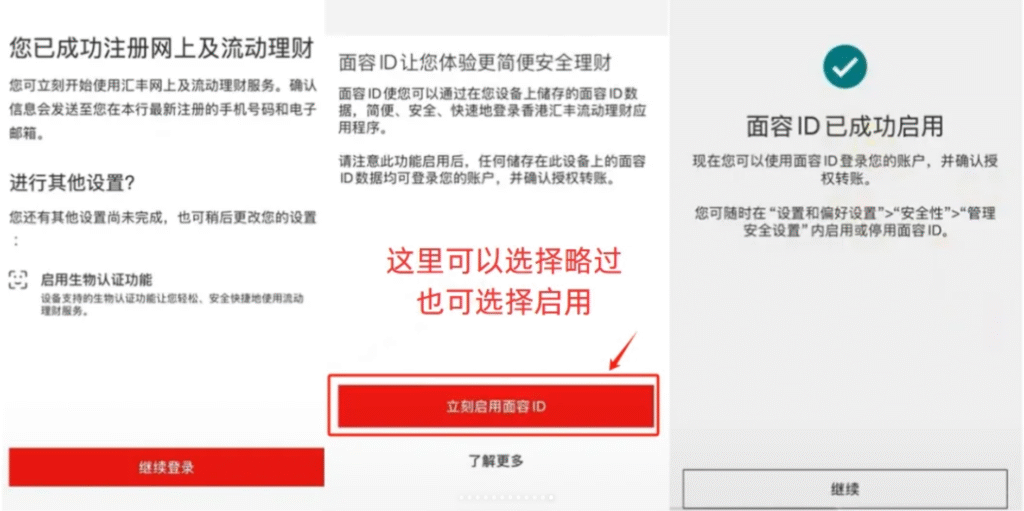 您已成功注册网上及流动理财
您可立刻开始使用汇丰网上及流动理财服务。确认
信息会发送至您在本行最新注册的手机号码和电子
邮箱。
进行其他设置?
您还有其他设置尚未完成，也可稍后更改您的设置
：
启用生物认证功能
设备支持的生物认证功能让您轻松、安全快捷地使用流动
理财服务。
继续登录
面容ID让您体验更简便安全理财
面容ID使您可以通过在您设备上储存的面容ID数
据，简便、安全、快速地登录香港汇丰流动理财应
用程序。
请注意此功能启用后，任何储存在此设备上的面容
ID数据均可登录您的账户，并确认授权转账。
这里可以选择略过
也可选择启用
立刻启用面容ID
了解更多
面容ID已成功启用
现在您可以使用面容ID登录您的账户，并确认授
权转账。
您可随时在“设置和偏好设置”>“安全性”>“管理
安全设置”内启用或停用面容ID。
继续